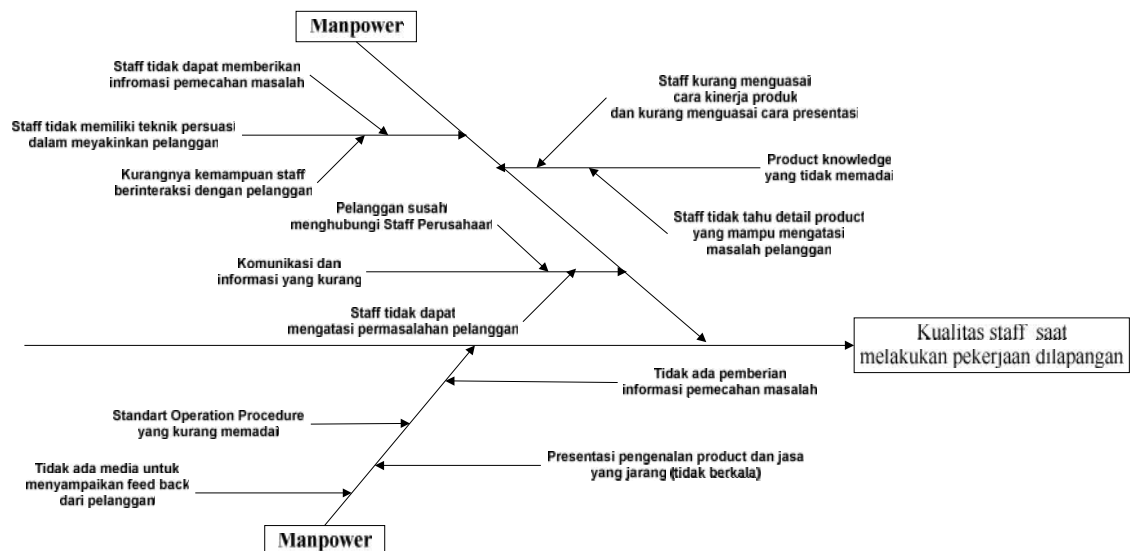 Manpower
Staff tidak dapat memberikan
infromasi pemecahan masalah
Staff kurang menguasai
cara kinerja produk
dan kurang menguasai cara presentasi
Staff tidak memiliki teknik persuasi
dalam meyakinkan pelanggan
Kurangnya kemampuan staff
berinteraksi dengan pelanggan
Product knowledge
yang tidak memadai
Pelanggan susah
menghubungi Staff Perusahaan
Staff tidak tahu detail product
yang mampu mengatasi
masalah pelanggan
Komunikasi dan
informasi yang kurang
Staff tidak dapat
mengatasi permasalahan pelanggan
Kualitas staff saat
melakukan pekerjaan dilapangan
Tidak ada pemberian
informasi pemecahan masalah
Standart Operation Procedure
yang kurang memadai
Presentasi pengenalan product dan jasa
yang jarang (tidak berkala)
Tidak ada media untuk
menyampaikan feed back
dari pelanggan
Manpower